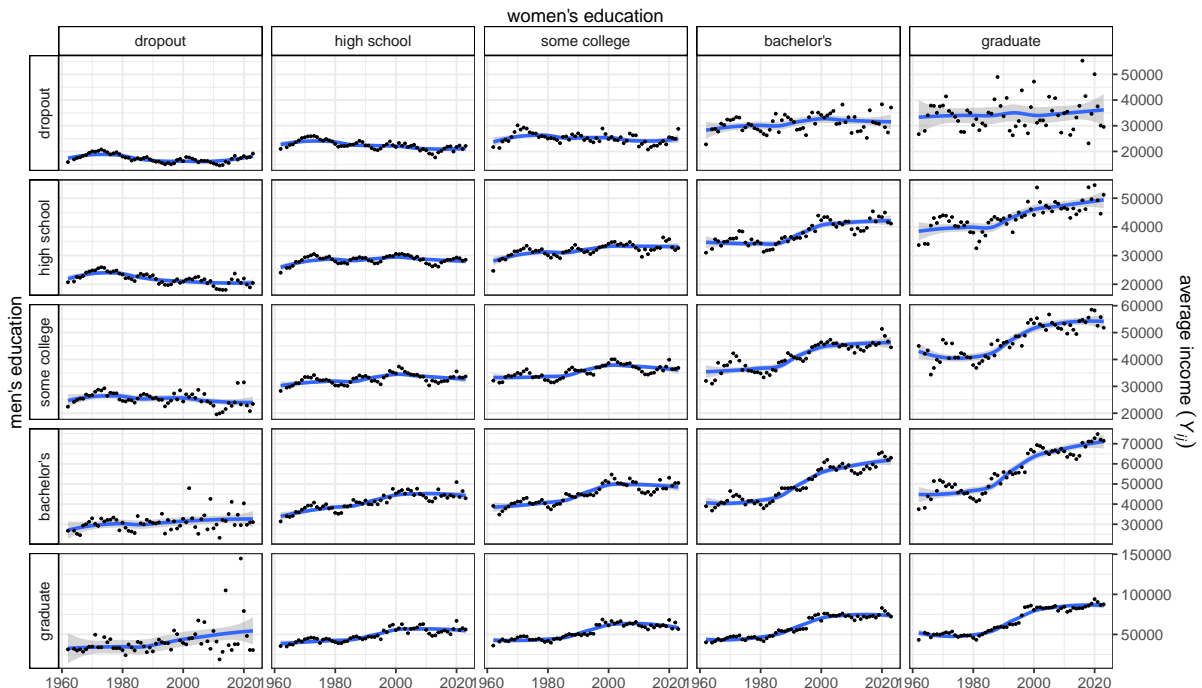 women's education
dropout
high school
some college
bachelor's
graduate
men's education
dropout
50000
40000
30000
20000
high school
50000
40000
30000
20000
some college
60000
50000
40000
30000
20000
bachelor's
70000
60000
50000
40000
30000
graduate
150000
100000
50000
average income (Y_ij)
1960 1980 2000 2020 1960 1980 2000 2020 1960 1980 2000 2020 1960 1980 2000 2020 1960 1980 2000 2020